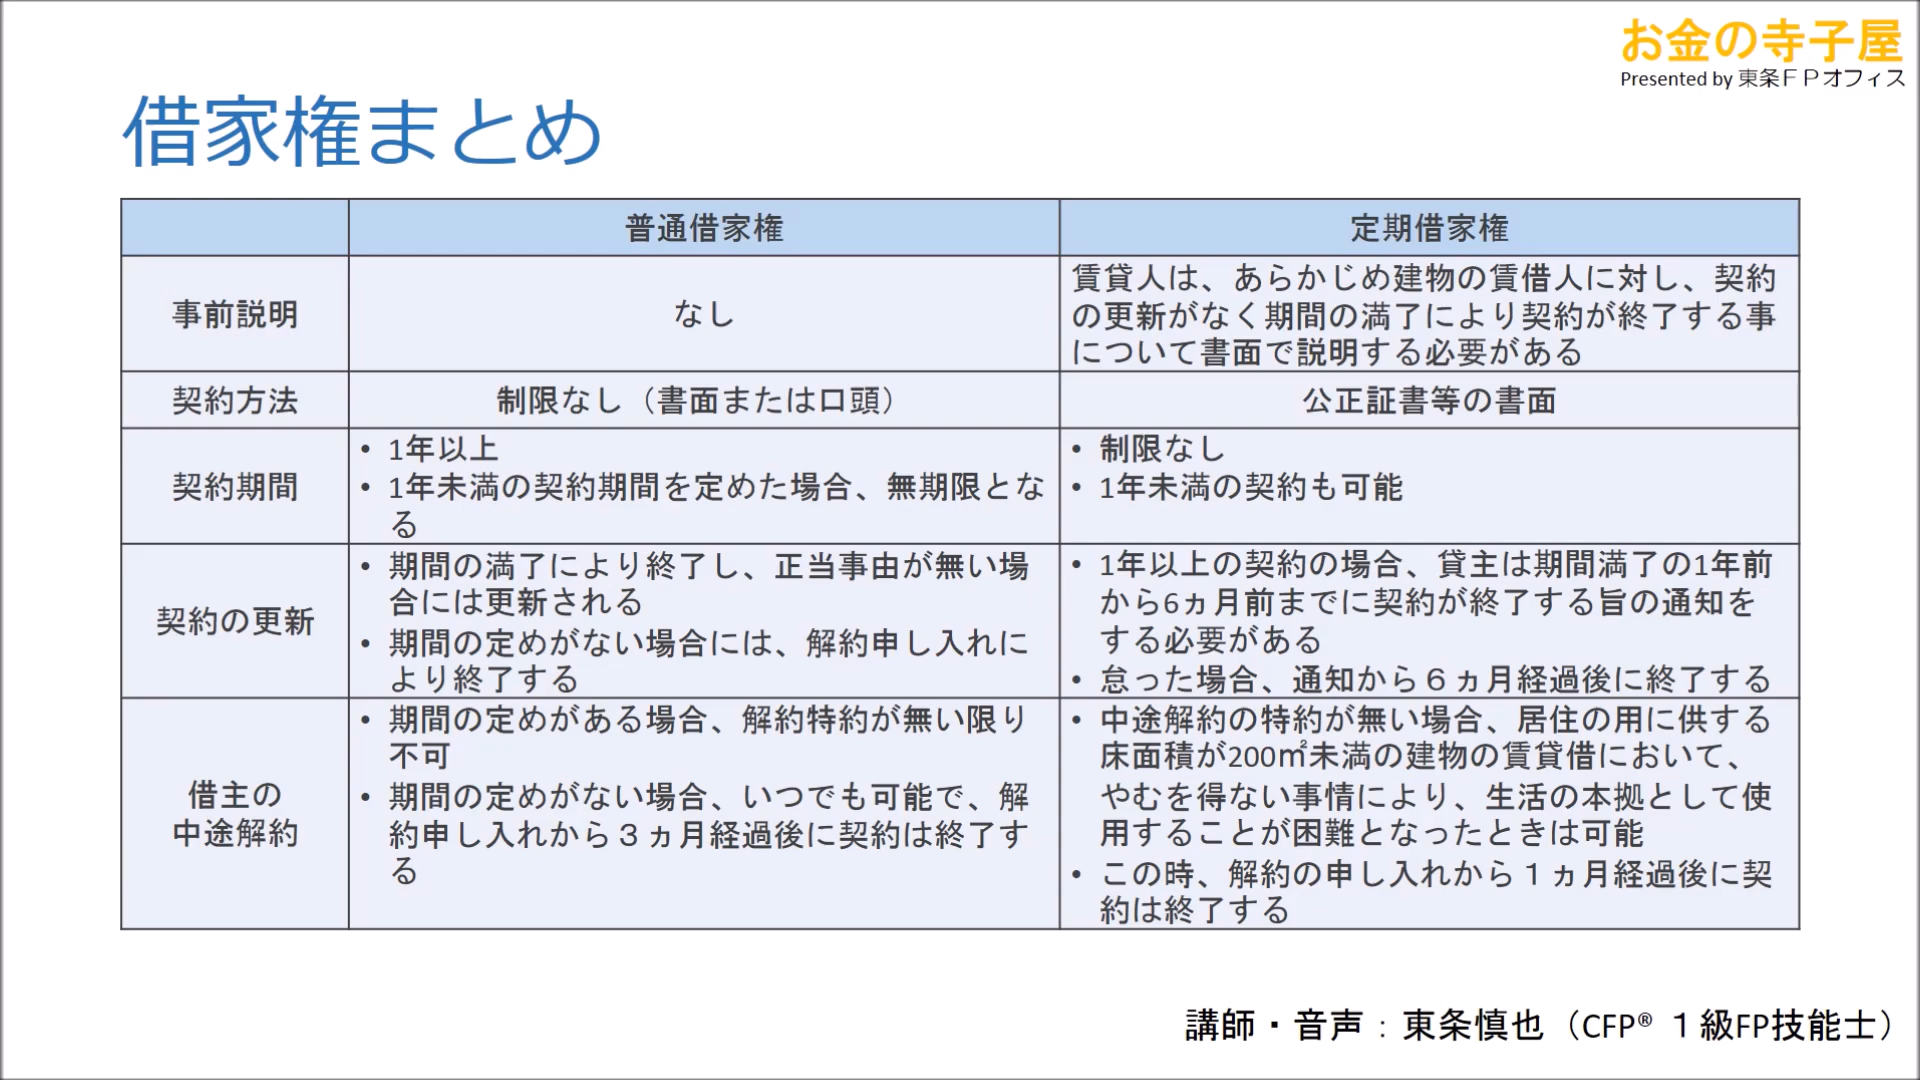 お金の寺子屋
Presented by 東条ＦＰオフィス
借家権まとめ
普通借家権
定期借家権
事前説明
なし
賃貸人は、あらかじめ建物の賃借人に対し、契約
の更新がなく期間の満了により契約が終了する事
について書面で説明する必要がある
契約方法
制限なし（書面または口頭）
公正証書等の書面
契約期間
• 1年以上
• 1年未満の契約期間を定めた場合、無期限とな
る
• 制限なし
• 1年未満の契約も可能
契約の更新
• 期間の満了により終了し、正当事由が無い場
合には更新される
• 期間の定めがない場合には、解約申し入れに
より終了する
• 1年以上の契約の場合、貸主は期間満了の1年前
から6ヵ月前までに契約が終了する旨の通知を
する必要がある
• 怠った場合、通知から６ヵ月経過後に終了する
借主の
中途解約
• 期間の定めがある場合、解約特約が無い限り
不可
• 期間の定めがない場合、いつでも可能で、解
約申し入れから３ヵ月経過後に契約は終了す
る
• 中途解約の特約が無い場合、居住の用に供する
床面積が200㎡未満の建物の賃貸借において、
やむを得ない事情により、生活の本拠として使
用することが困難となったときは可能
• この時、解約の申し入れから１ヵ月経過後に契
約は終了する
講師・音声：東条慎也（CFP® １級FP技能士）